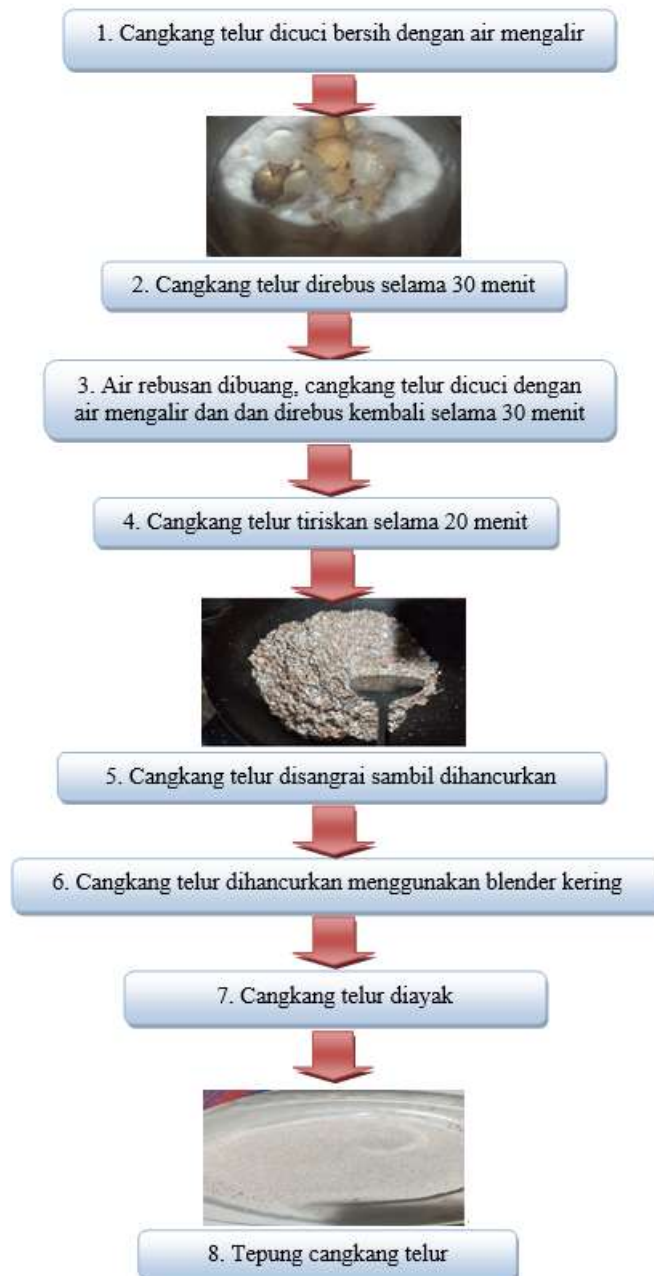 1. Cangkang telur dicuci bersih dengan air mengalir
2. Cangkang telur direbus selama 30 menit
3. Air rebusan dibuang, cangkang telur dicuci dengan
air mengalir dan dan direbus kembali selama 30 menit
4. Cangkang telur tiriskan selama 20 menit
5. Cangkang telur disangrai sambil dihancurkan
6. Cangkang telur dihancurkan menggunakan blender kering
7. Cangkang telur diayak
8. Tepung cangkang telur